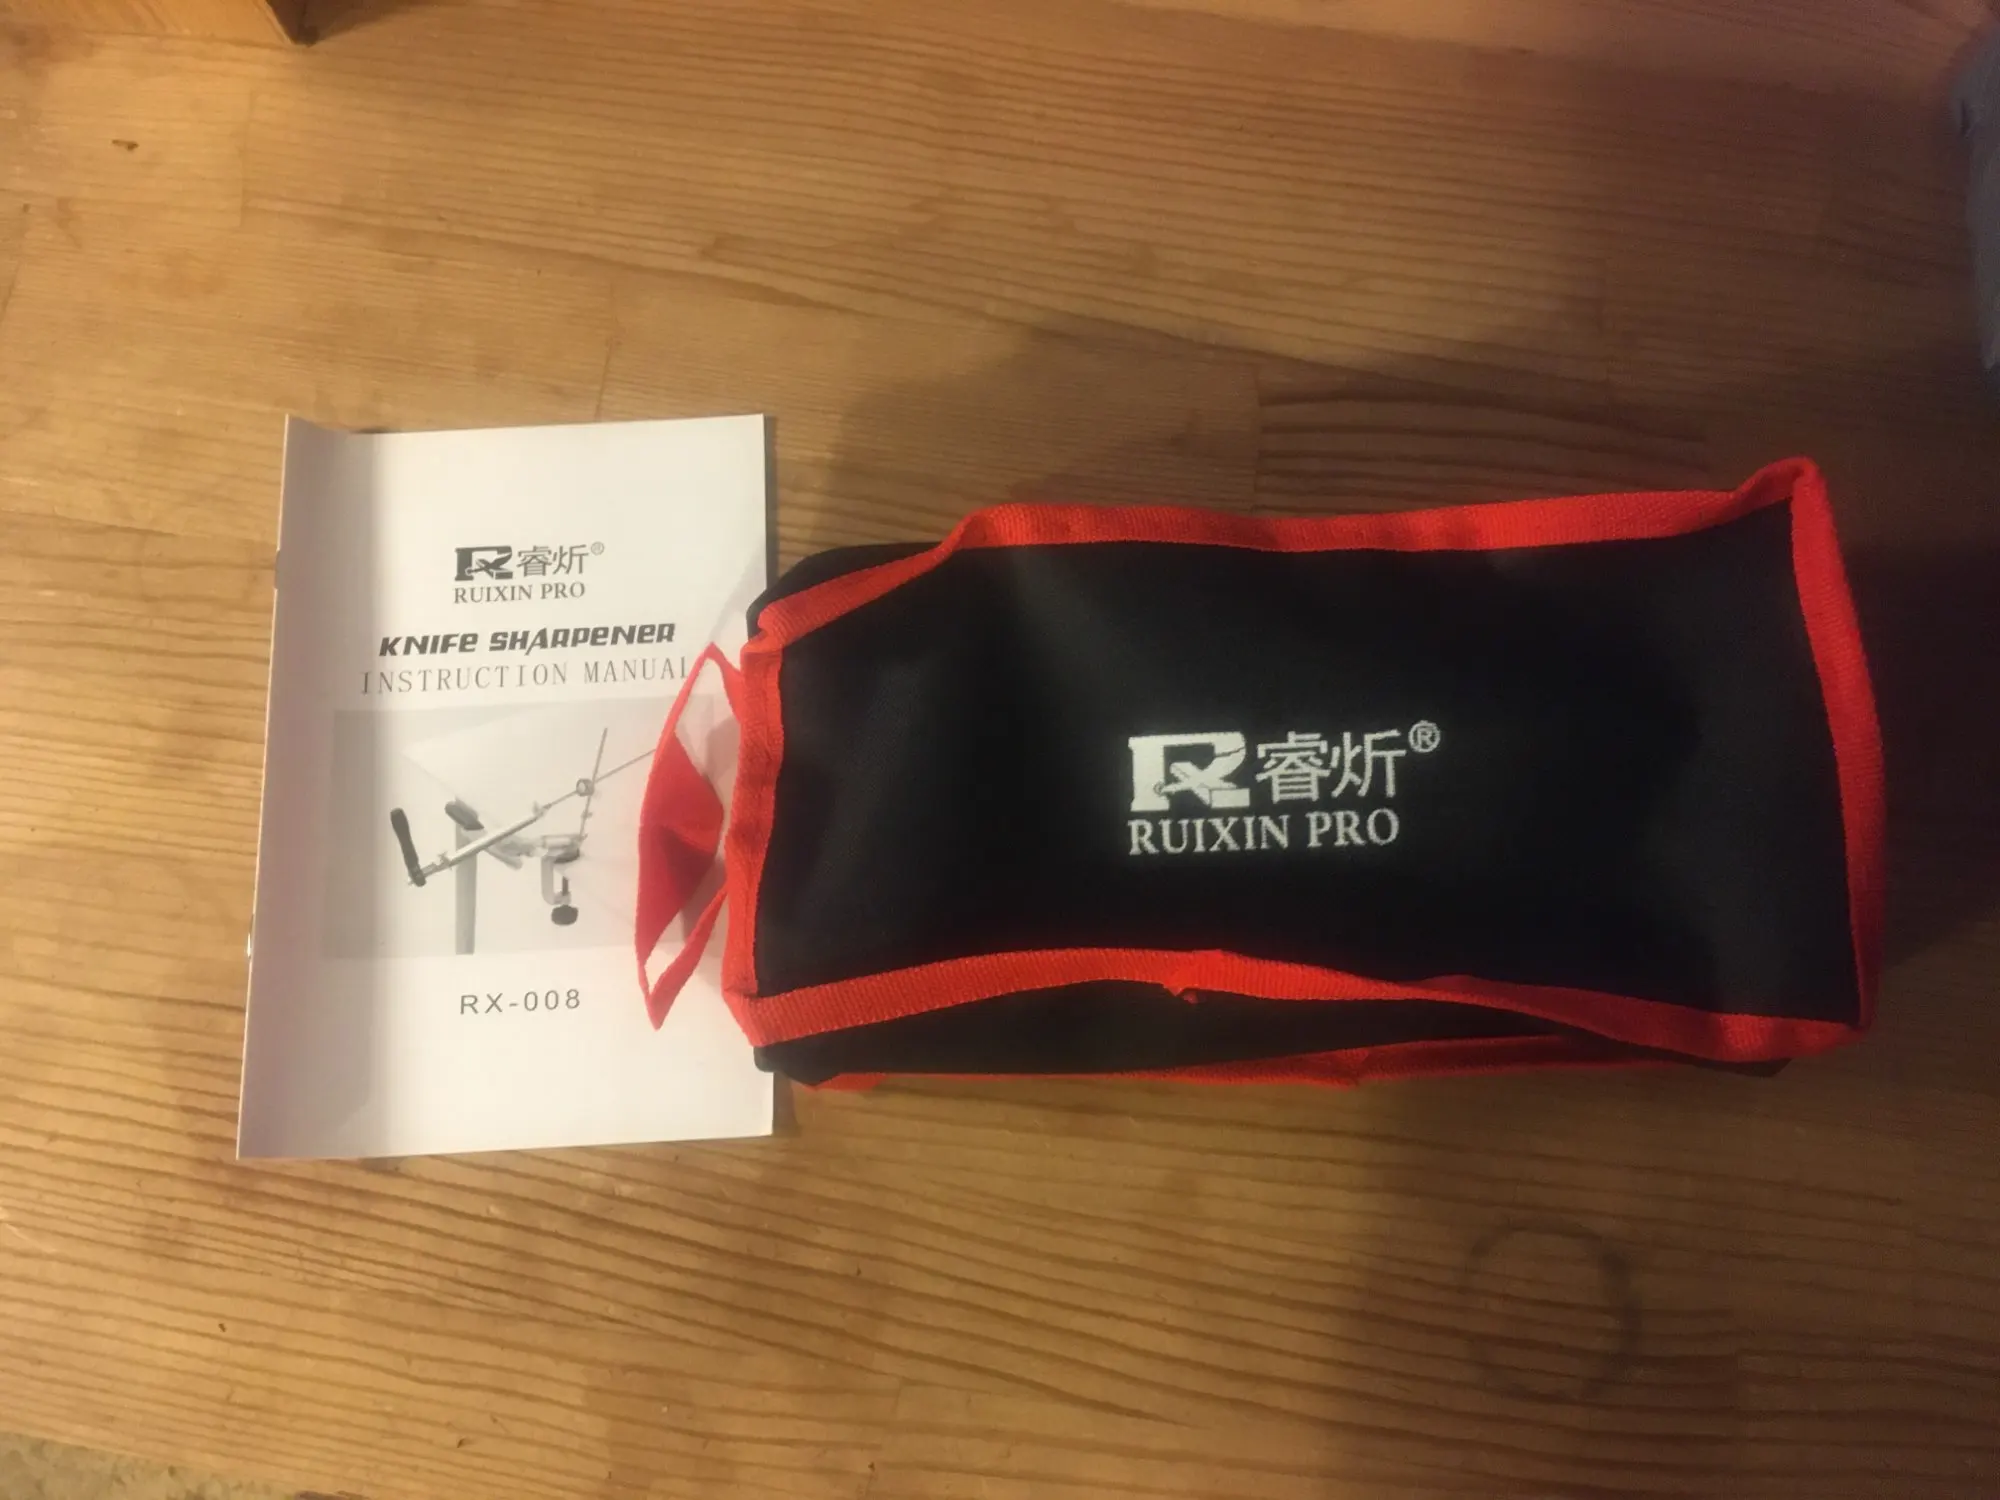 睿炘®
RUIXIN PRO
KNIFE SHARPENER
INSTRUCTION MANUAL
RX-008
睿炘®
RUIXIN PRO